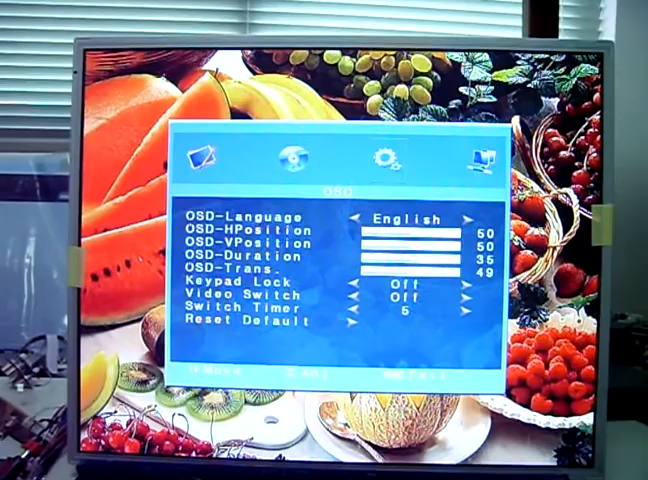 OSD
OSD-Language English
OSD-HPosition 50
OSD-VPosition 50
OSD-Duration 35
OSD-Trans. 49
Keypad Lock Off
Video Switch Off
Switch Timer 5
Reset Default